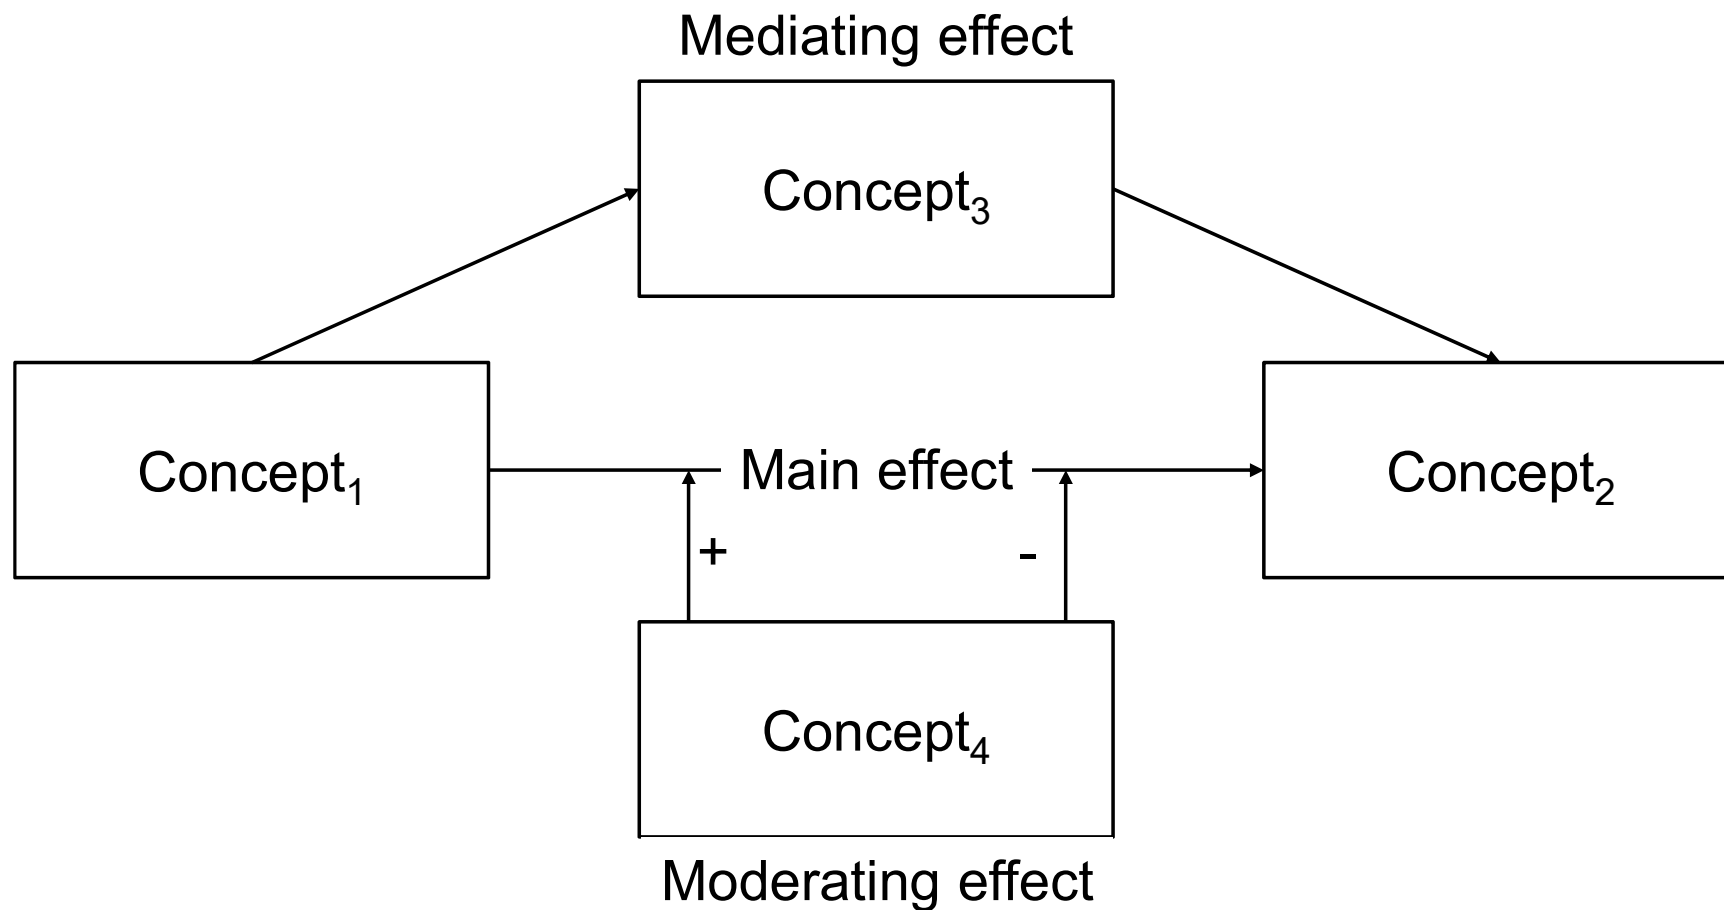 Mediating effect
Concept₃
Concept₁
Main effect
Concept₂
+
-
Concept₄
Moderating effect